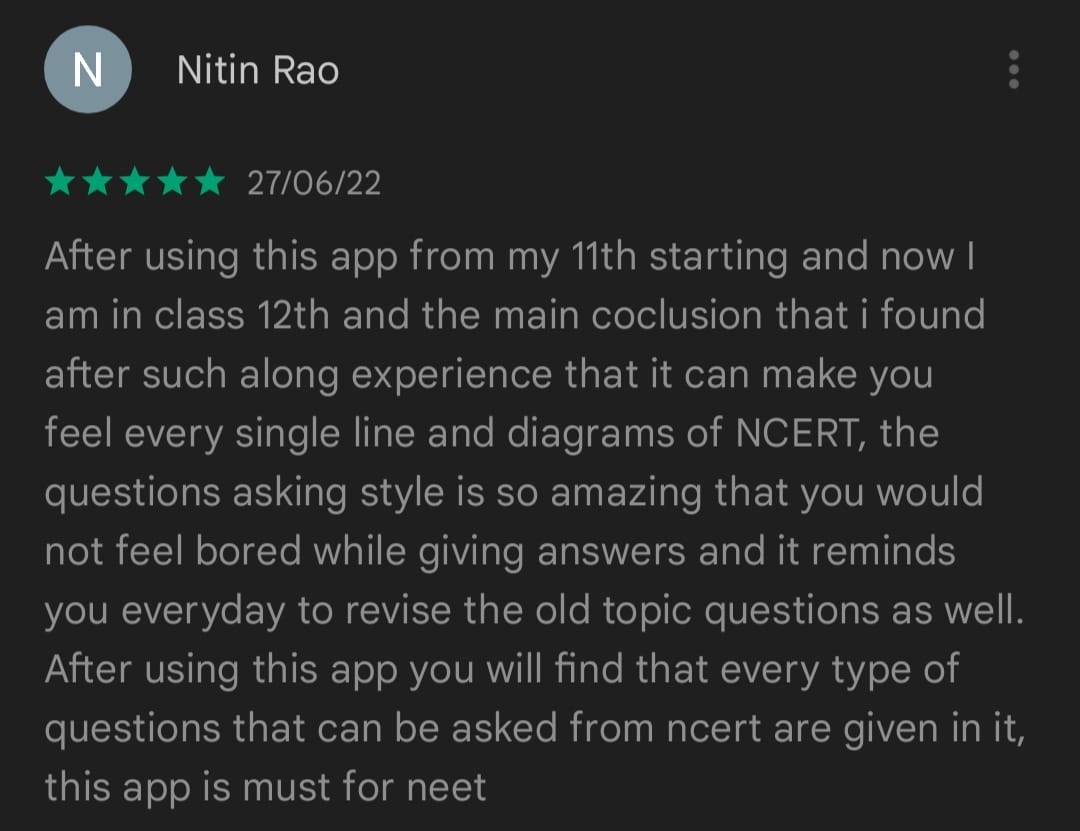 N
Nitin Rao
27/06/22
After using this app from my 11th starting and now I
am in class 12th and the main coclusion that i found
after such along experience that it can make you
feel every single line and diagrams of NCERT, the
questions asking style is so amazing that you would
not feel bored while giving answers and it reminds
you everyday to revise the old topic questions as well.
After using this app you will find that every type of
questions that can be asked from ncert are given in it,
this app is must for neet